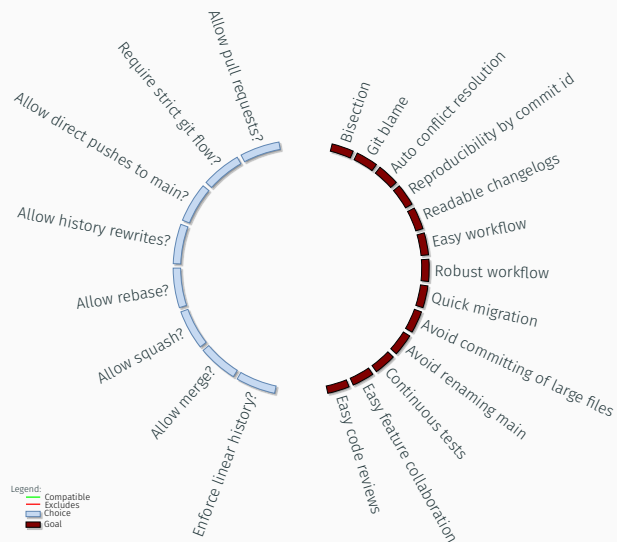 Allow pull requests?
Require strict git flow?
Allow direct pushes to main?
Allow history rewrites?
Allow rebase?
Allow squash?
Allow merge?
Enforce linear history?
Bisection
Git blame
Auto conflict resolution
Reproducibility by commit id
Readable changelogs
Easy workflow
Robust workflow
Quick migration
Avoid committing of large files
Avoid renaming main
Continuous tests
Easy feature collaboration
Easy code reviews
Legend:
Compatible
Excludes
Choice
Goal